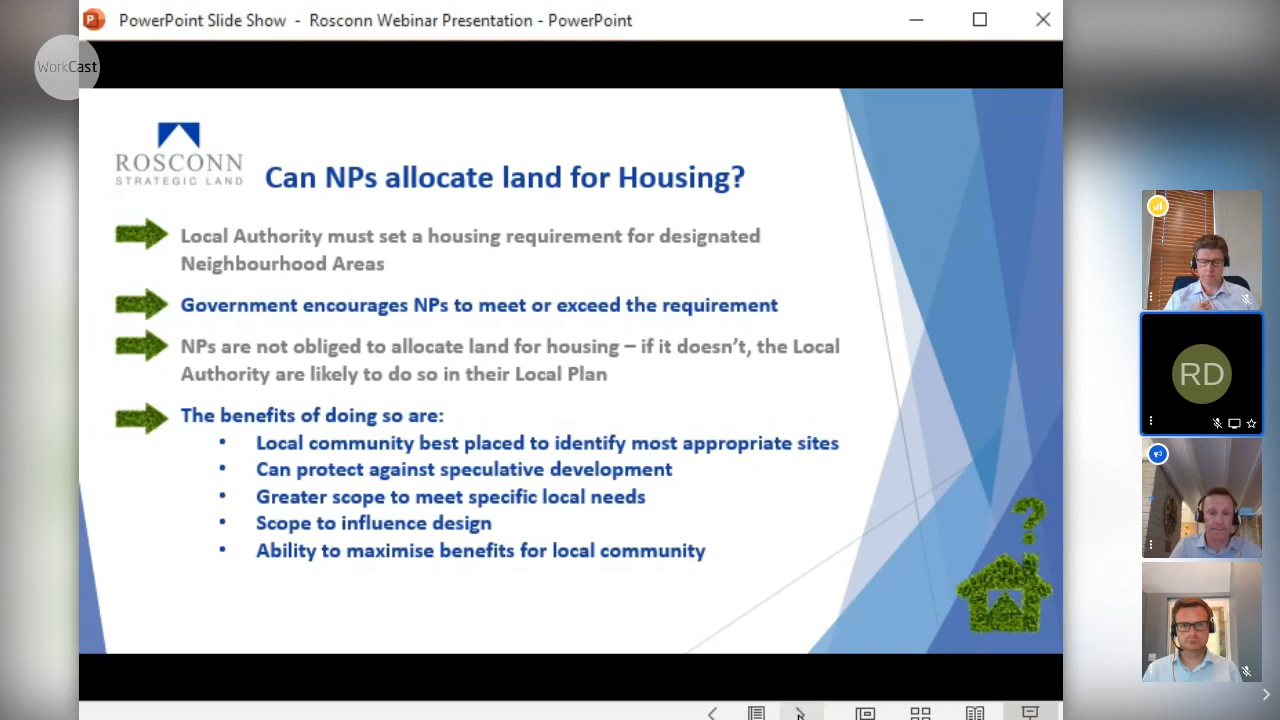 PowerPoint Slide Show - Rosconn Webinar Presentation - PowerPoint
WorkCast
ROSCONN
STRATEGIC LAND
Can NPs allocate land for Housing?
Local Authority must set a housing requirement for designated
Neighbourhood Areas
Government encourages NPs to meet or exceed the requirement
NPs are not obliged to allocate land for housing – if it doesn't, the Local
Authority are likely to do so in their Local Plan
The benefits of doing so are:
• Local community best placed to identify most appropriate sites
• Can protect against speculative development
• Greater scope to meet specific local needs
• Scope to influence design
• Ability to maximise benefits for local community
?
RD